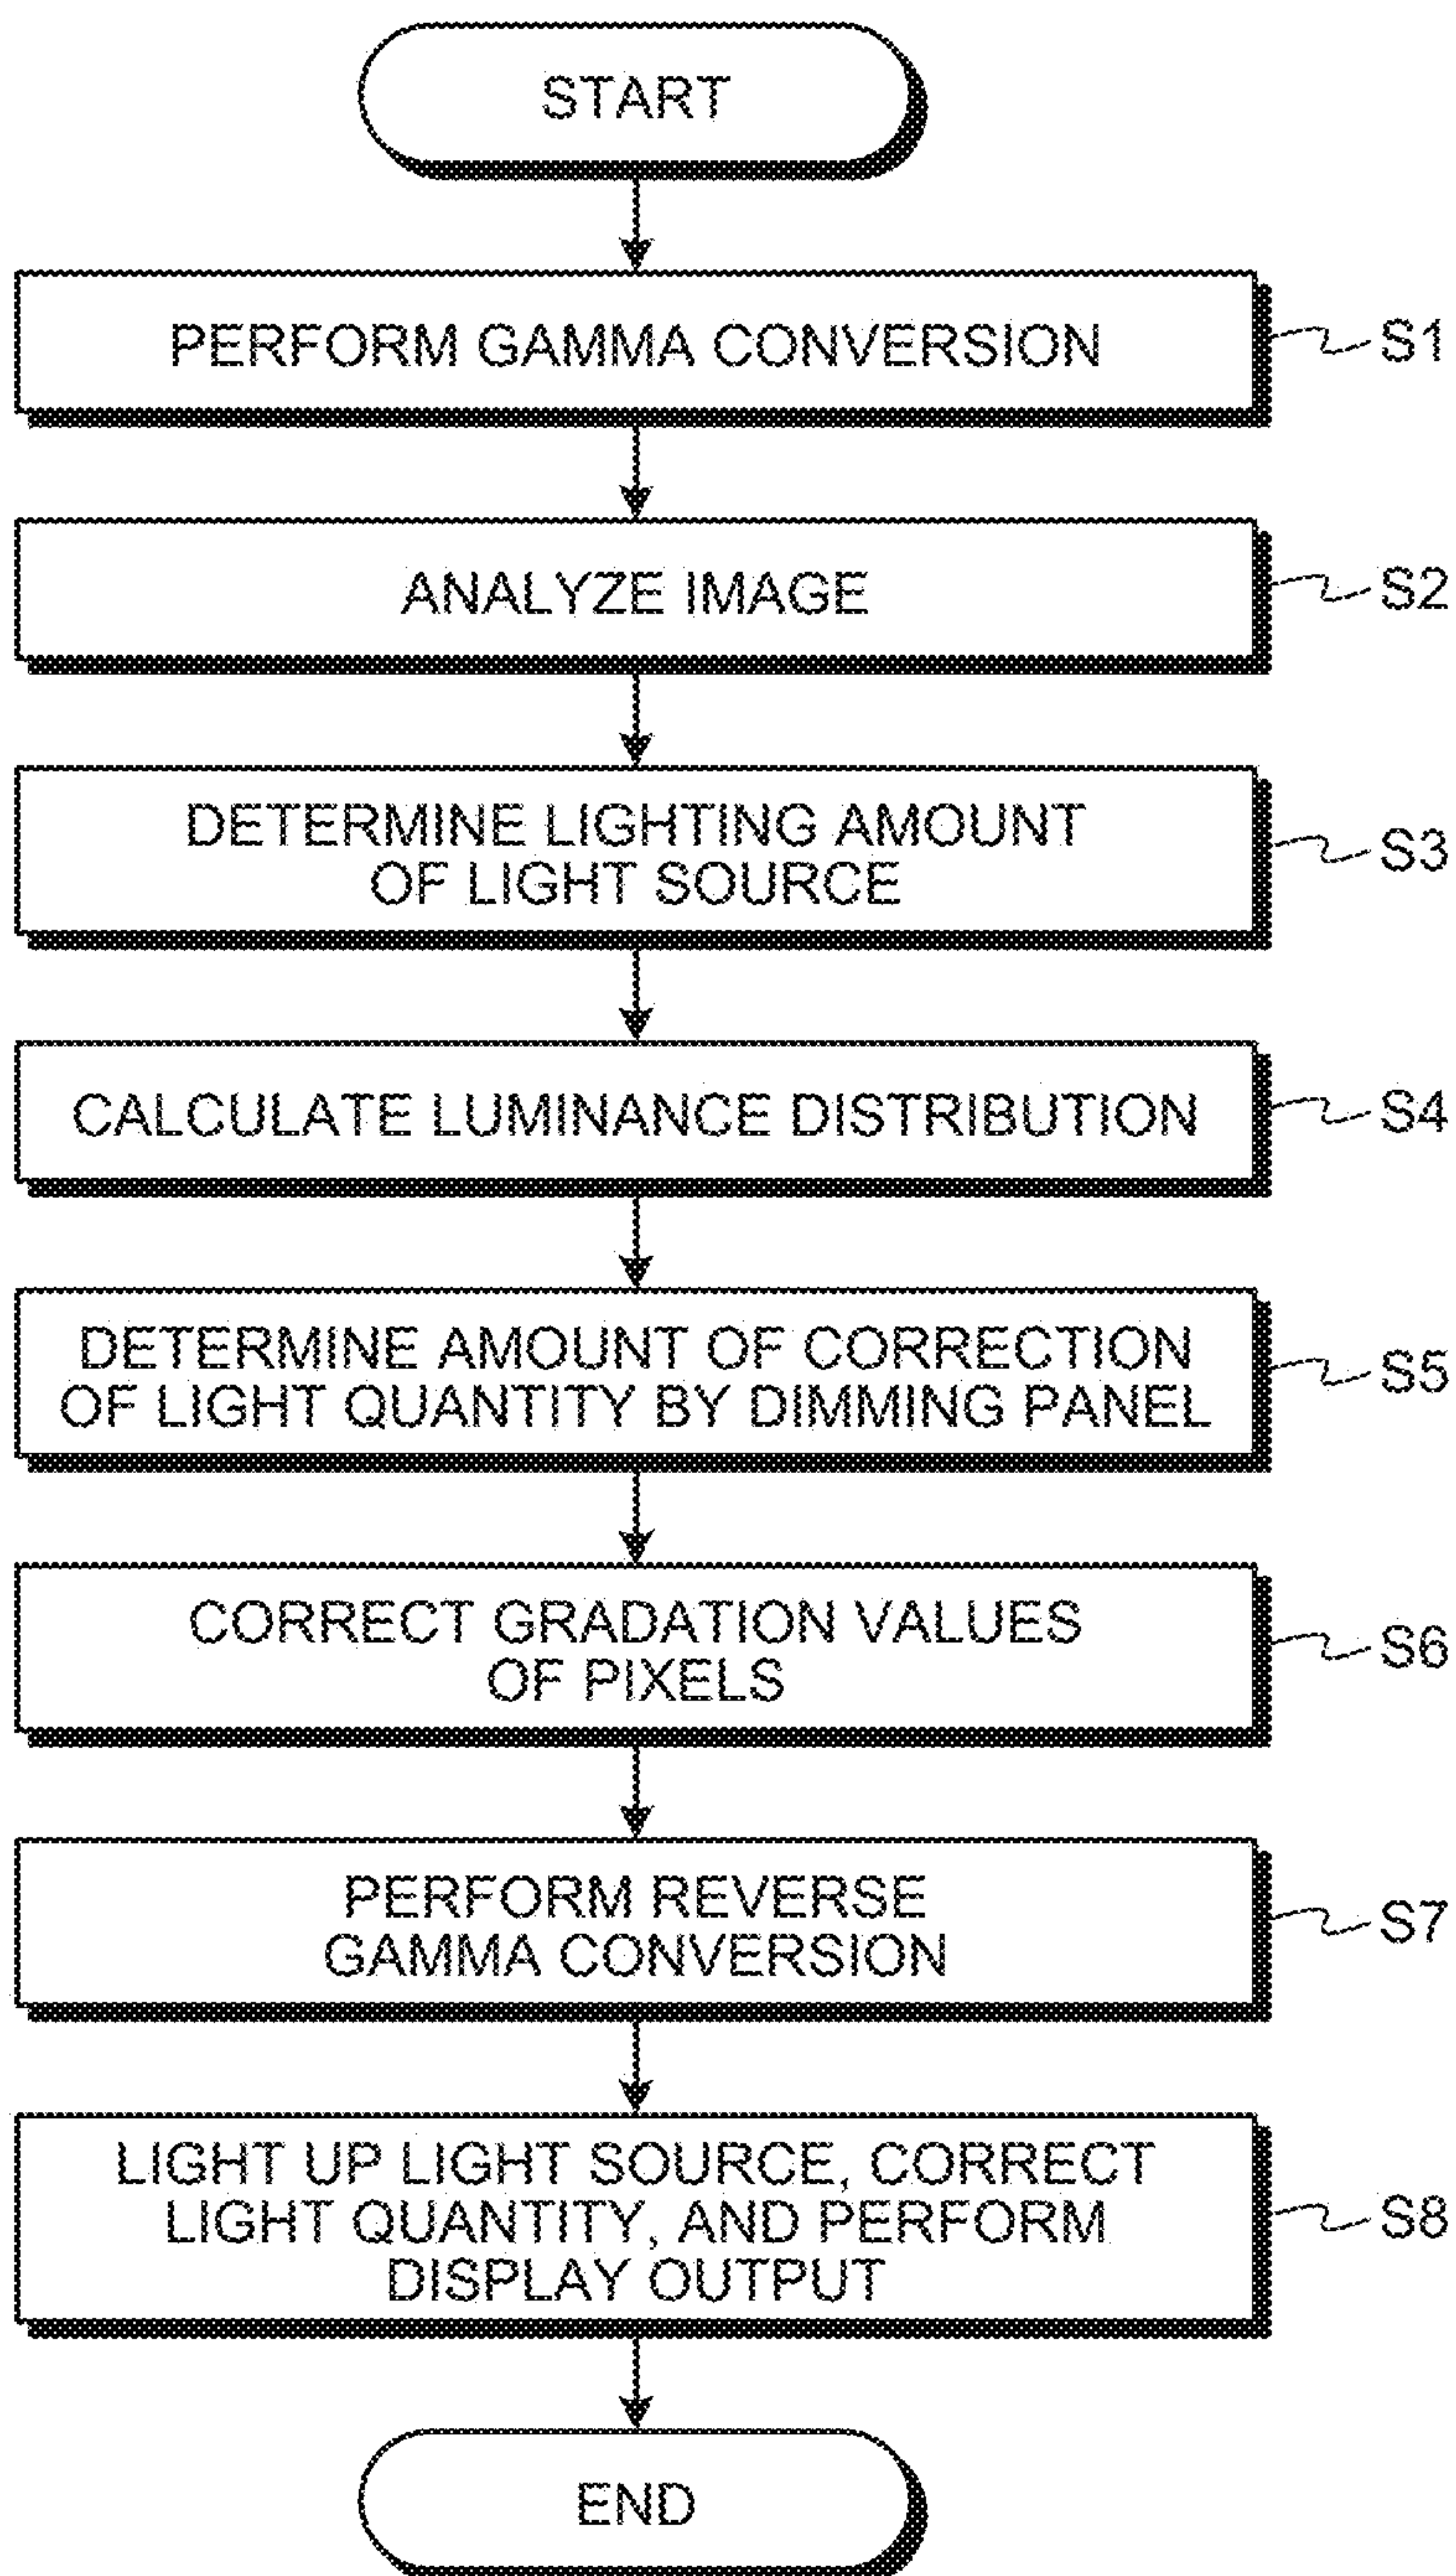 START
PERFORM GAMMA CONVERSION
S1
ANALYZE IMAGE
S2
DETERMINE LIGHTING AMOUNT
OF LIGHT SOURCE
S3
CALCULATE LUMINANCE DISTRIBUTION
S4
DETERMINE AMOUNT OF CORRECTION
OF LIGHT QUANTITY BY DIMMING PANEL
S5
CORRECT GRADATION VALUES
OF PIXELS
S6
PERFORM REVERSE
GAMMA CONVERSION
S7
LIGHT UP LIGHT SOURCE, CORRECT
LIGHT QUANTITY, AND PERFORM
DISPLAY OUTPUT
S8
END